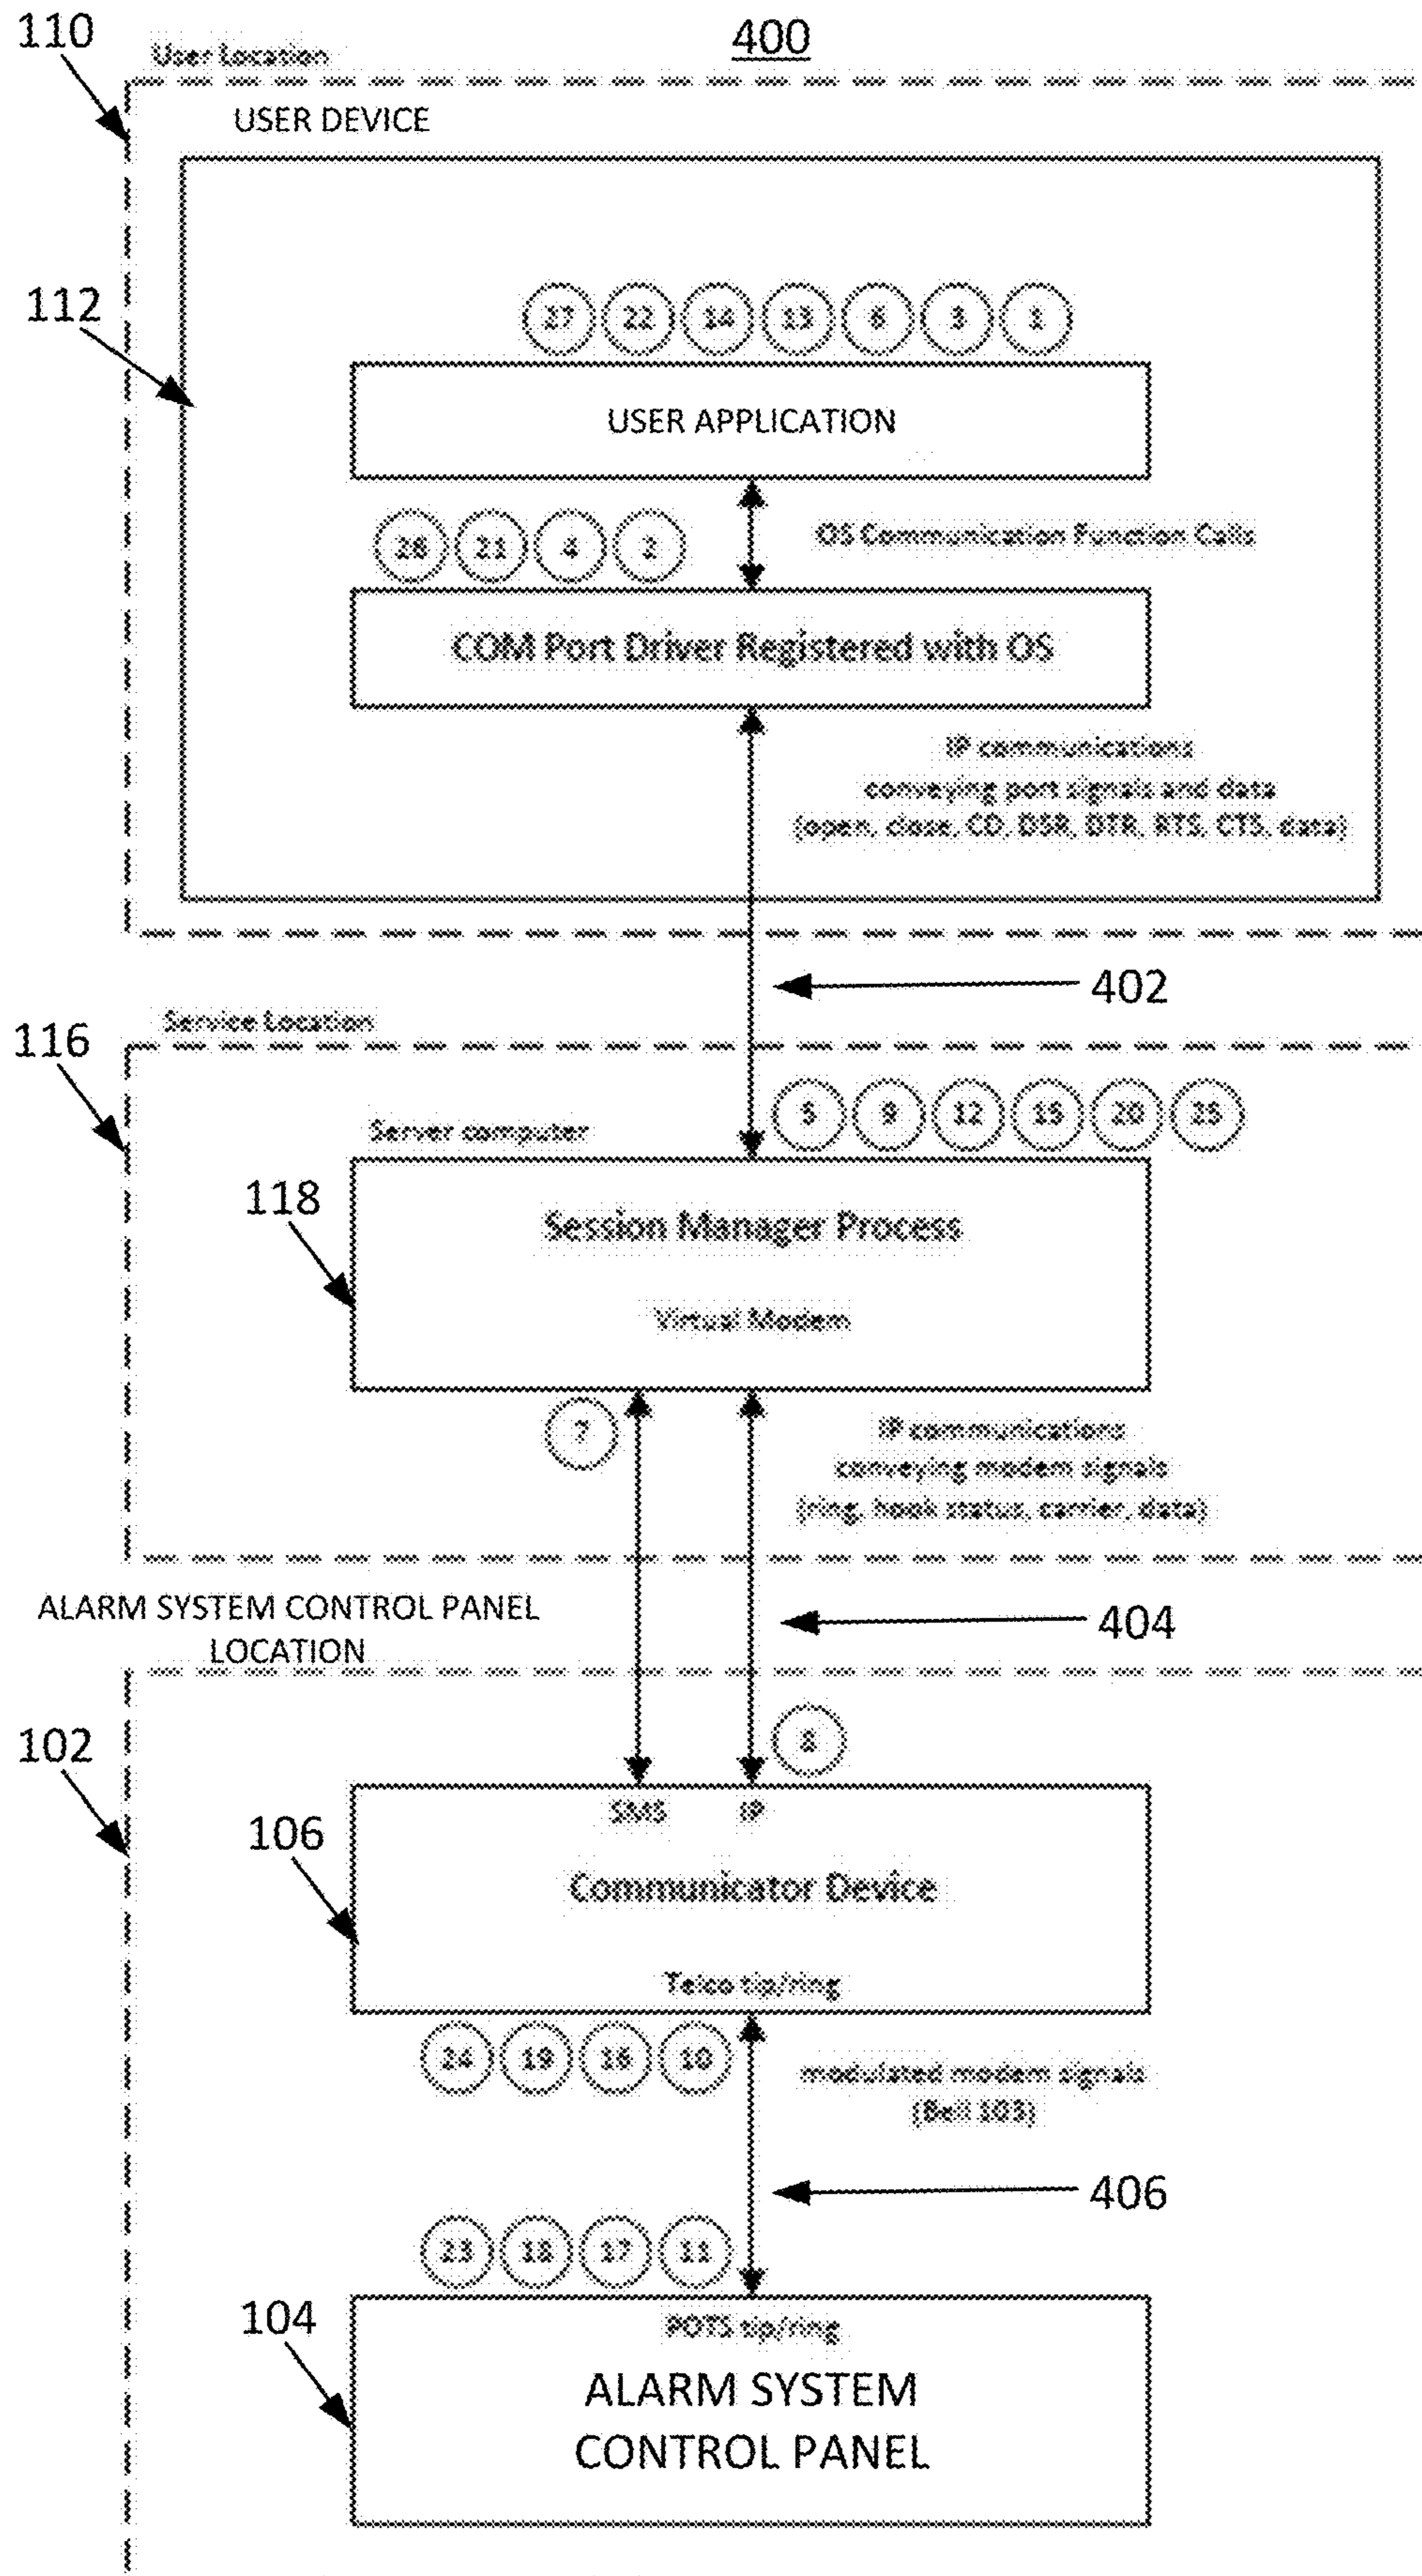 400
110
User Location
USER DEVICE
112
27 22 14 13 6 3 1
USER APPLICATION
26 21 4 2
OS Communication Function Calls
COM Port Driver Registered with OS
IP communications
conveying port signals and data
(open, close, CD, DSR, DTR, RTS, CTS, data)
402
116
Service Location
Server computer
5 9 12 15 20 25
118
Session Manager Process
Virtual Modem
7
IP communications
conveying modem signals
(ring, hook status, carrier, data)
ALARM SYSTEM CONTROL PANEL
LOCATION
404
102
8
106
SMS IP
Communicator Device
Telco tip/ring
24 19 16 10
modulated modem signals
(Bell 103)
406
23 18 17 11
104
POTS tip/ring
ALARM SYSTEM
CONTROL PANEL